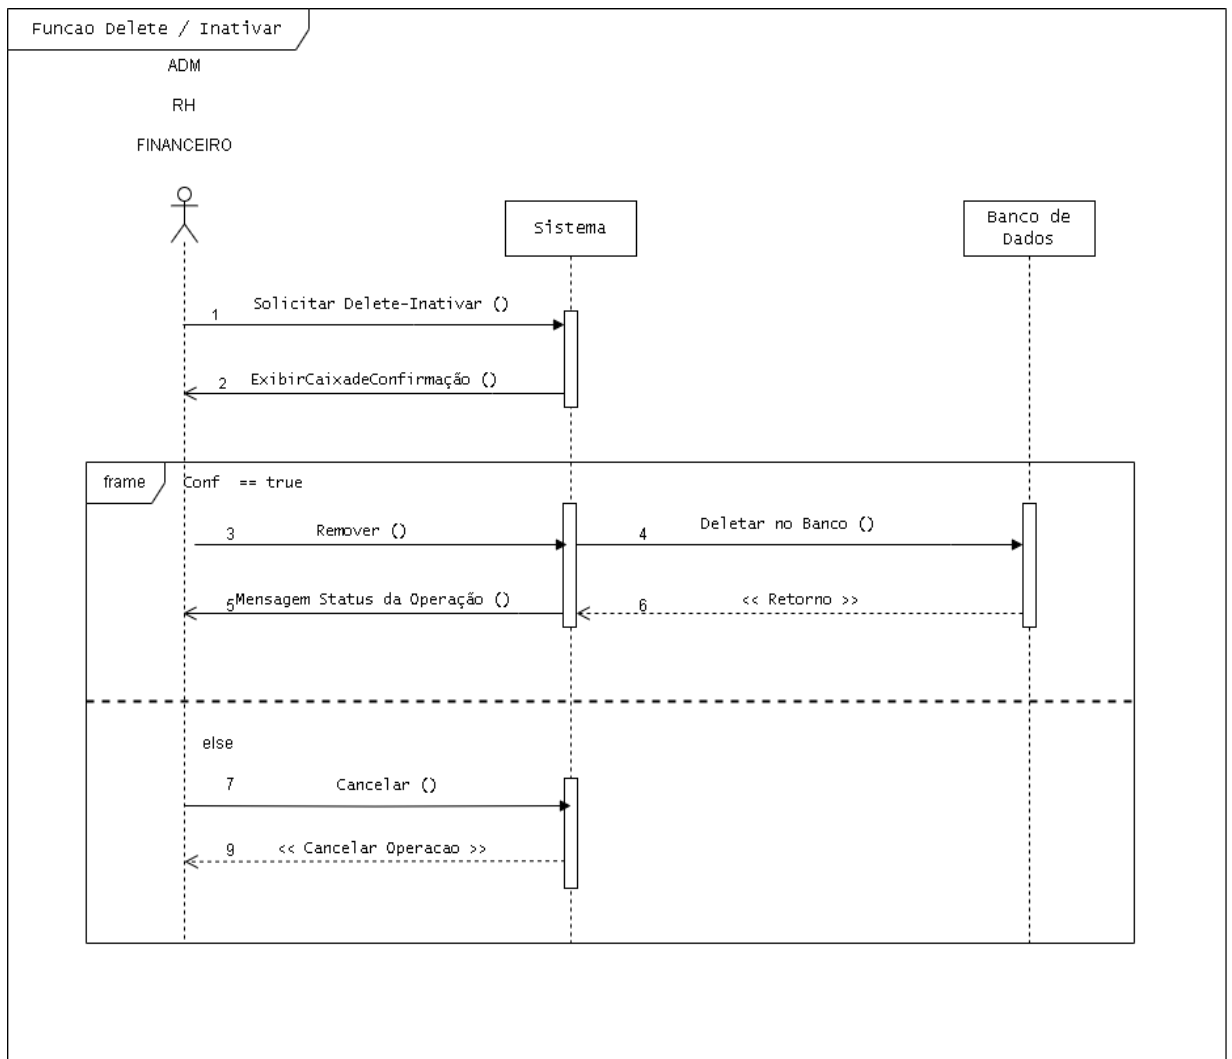 Funcao Delete / Inativar
ADM
RH
FINANCEIRO
Sistema
Banco de
Dados
1 Solicitar Delete-Inativar ()
2 ExibirCaixadeConfirmação ()
frame Conf == true
3 Remover () 4 Deletar no Banco ()
5 Mensagem Status da Operação () 6 << Retorno >>
else
7 Cancelar ()
9 << Cancelar Operacao >>